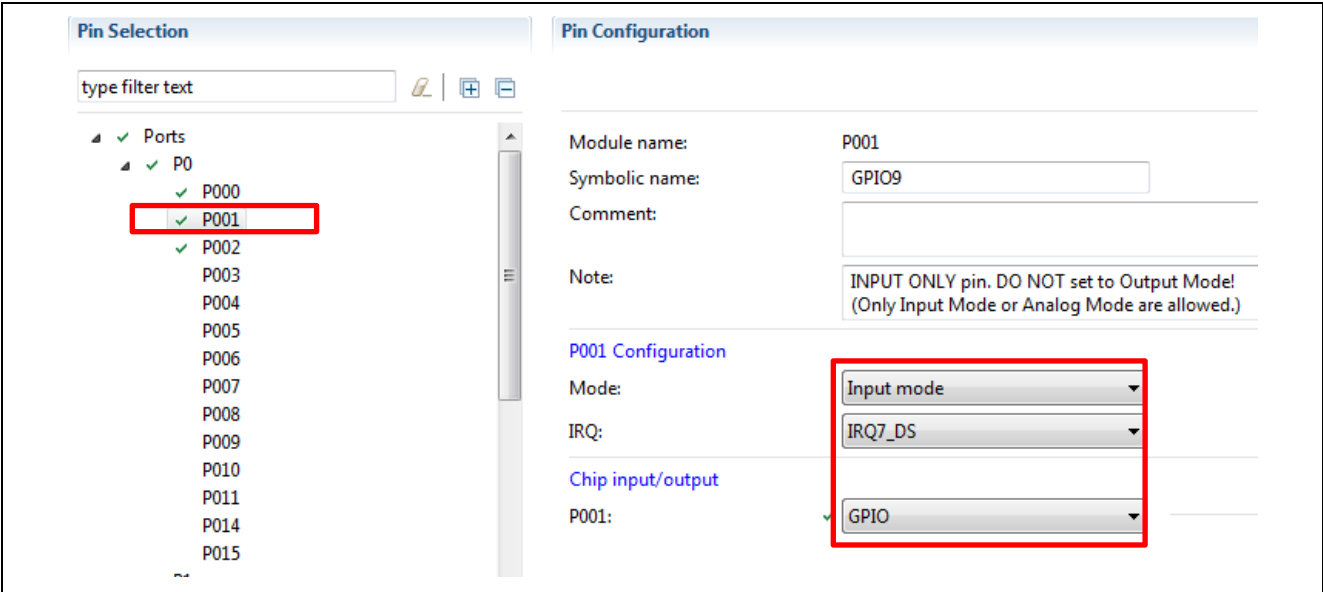 Pin Selection
Pin Configuration
type filter text
Ports
P0
P000
P001
P002
P003
P004
P005
P006
P007
P008
P009
P010
P011
P014
P015
Module name: P001
Symbolic name: GPIO9
Comment:
Note: INPUT ONLY pin. DO NOT set to Output Mode!
(Only Input Mode or Analog Mode are allowed.)
P001 Configuration
Mode: Input mode
IRQ: IRQ7_DS
Chip input/output
P001: GPIO